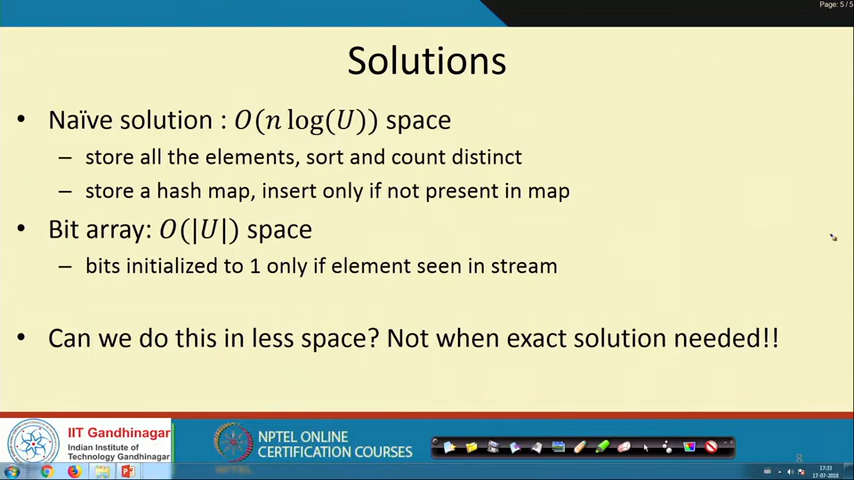 Page: 5 / 5
Solutions
• Naïve solution : O(n log(U)) space
– store all the elements, sort and count distinct
– store a hash map, insert only if not present in map
• Bit array: O(|U|) space
– bits initialized to 1 only if element seen in stream
• Can we do this in less space? Not when exact solution needed!!
IIT Gandhinagar
Indian Institute of
Technology Gandhinagar
NPTEL ONLINE
CERTIFICATION COURSES
8
17:33
17-07-2018